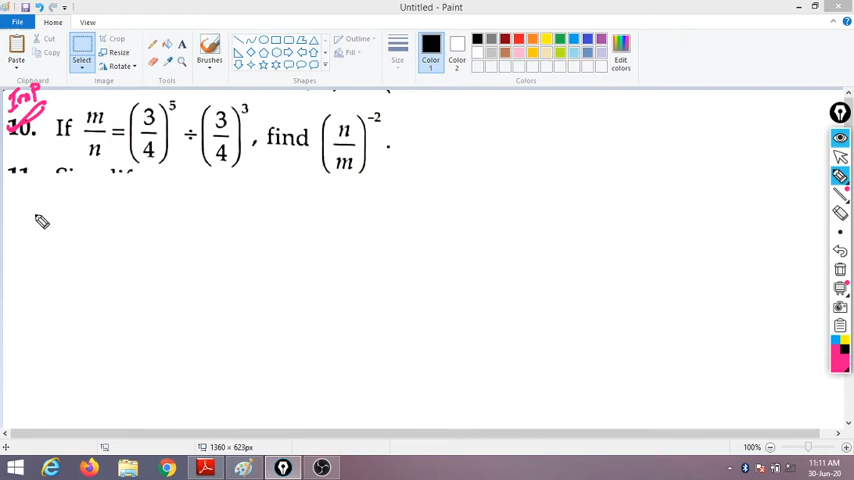 Untitled - Paint
File Home View
Cut
Copy
Paste
Clipboard
Crop
Resize
Rotate
Select
Image
A
Tools
Brushes
Outline
Fill
Shapes
Size
Color 1
Color 2
Edit colors
Colors
Imp
10. If m/n = (3/4)^5 ÷ (3/4)^3, find (n/m)^-2.
11. Simplify
1360 × 623px
100%
11:11 AM
30-Jun-20